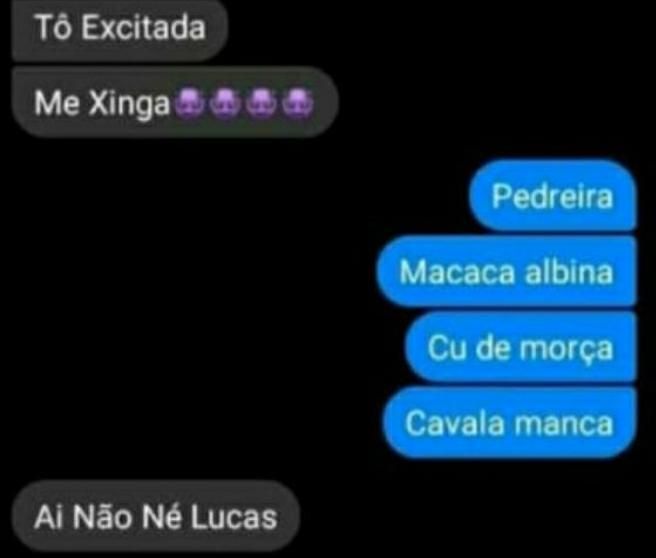 Tô Excitada
Me Xinga
Pedreira
Macaca albina
Cu de morça
Cavala manca
Ai Não Né Lucas